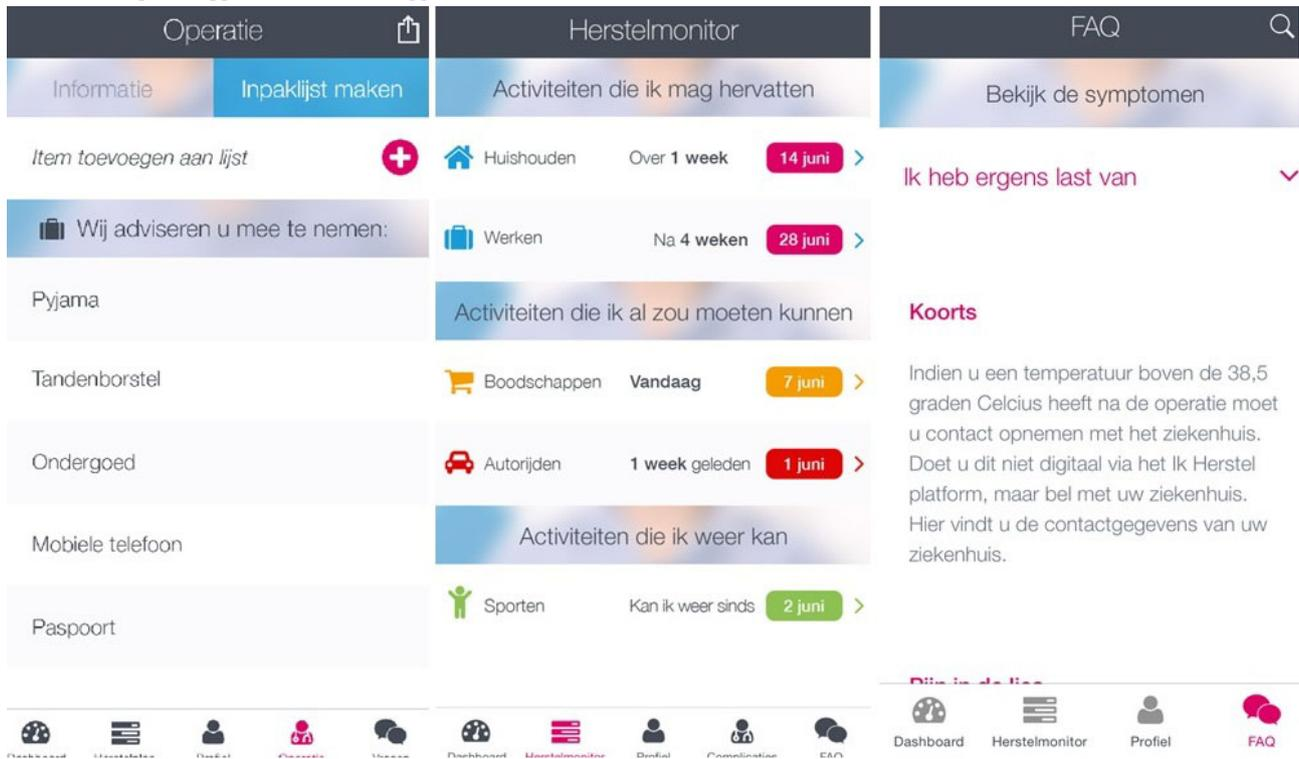 Operatie
Informatie
Inpaklijst maken
Item toevoegen aan lijst
Wij adviseren u mee te nemen:
Pyjama
Tandenborstel
Ondergoed
Mobiele telefoon
Paspoort
Herstelmonitor
Activiteiten die ik mag hervatten
Huishouden Over 1 week 14 juni
Werken Na 4 weken 28 juni
Activiteiten die ik al zou moeten kunnen
Boodschappen Vandaag 7 juni
Autorijden 1 week geleden 1 juni
Activiteiten die ik weer kan
Sporten Kan ik weer sinds 2 juni
Dashboard Herstelmonitor Profiel Complicaties FAQ
FAQ
Bekijk de symptomen
Ik heb ergens last van
Koorts
Indien u een temperatuur boven de 38,5
graden Celcius heeft na de operatie moet
u contact opnemen met het ziekenhuis.
Doet u dit niet digitaal via het Ik Herstel
platform, maar bel met uw ziekenhuis.
Hier vindt u de contactgegevens van uw
ziekenhuis.
Dashboard Herstelmonitor Profiel FAQ